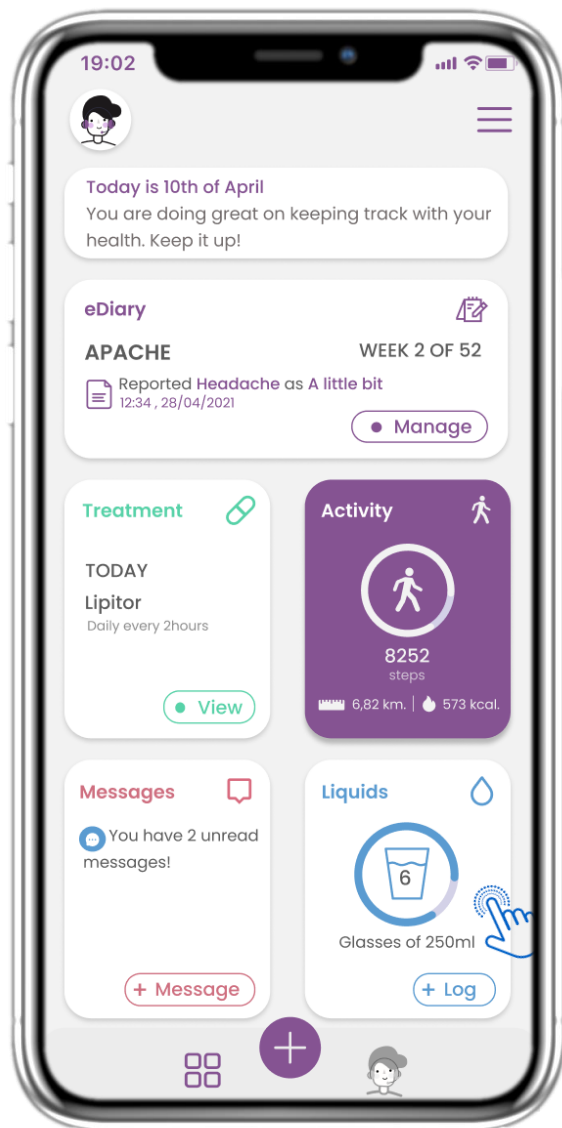 19:02
Today is 10th of April
You are doing great on keeping track with your
health. Keep it up!
eDiary
APACHE
WEEK 2 OF 52
Reported Headache as A little bit
12:34 , 28/04/2021
Manage
Treatment
TODAY
Lipitor
Daily every 2hours
View
Activity
8252
steps
6,82 km.
573 kcal.
Messages
You have 2 unread
messages!
+ Message
Liquids
6
Glasses of 250ml
+ Log